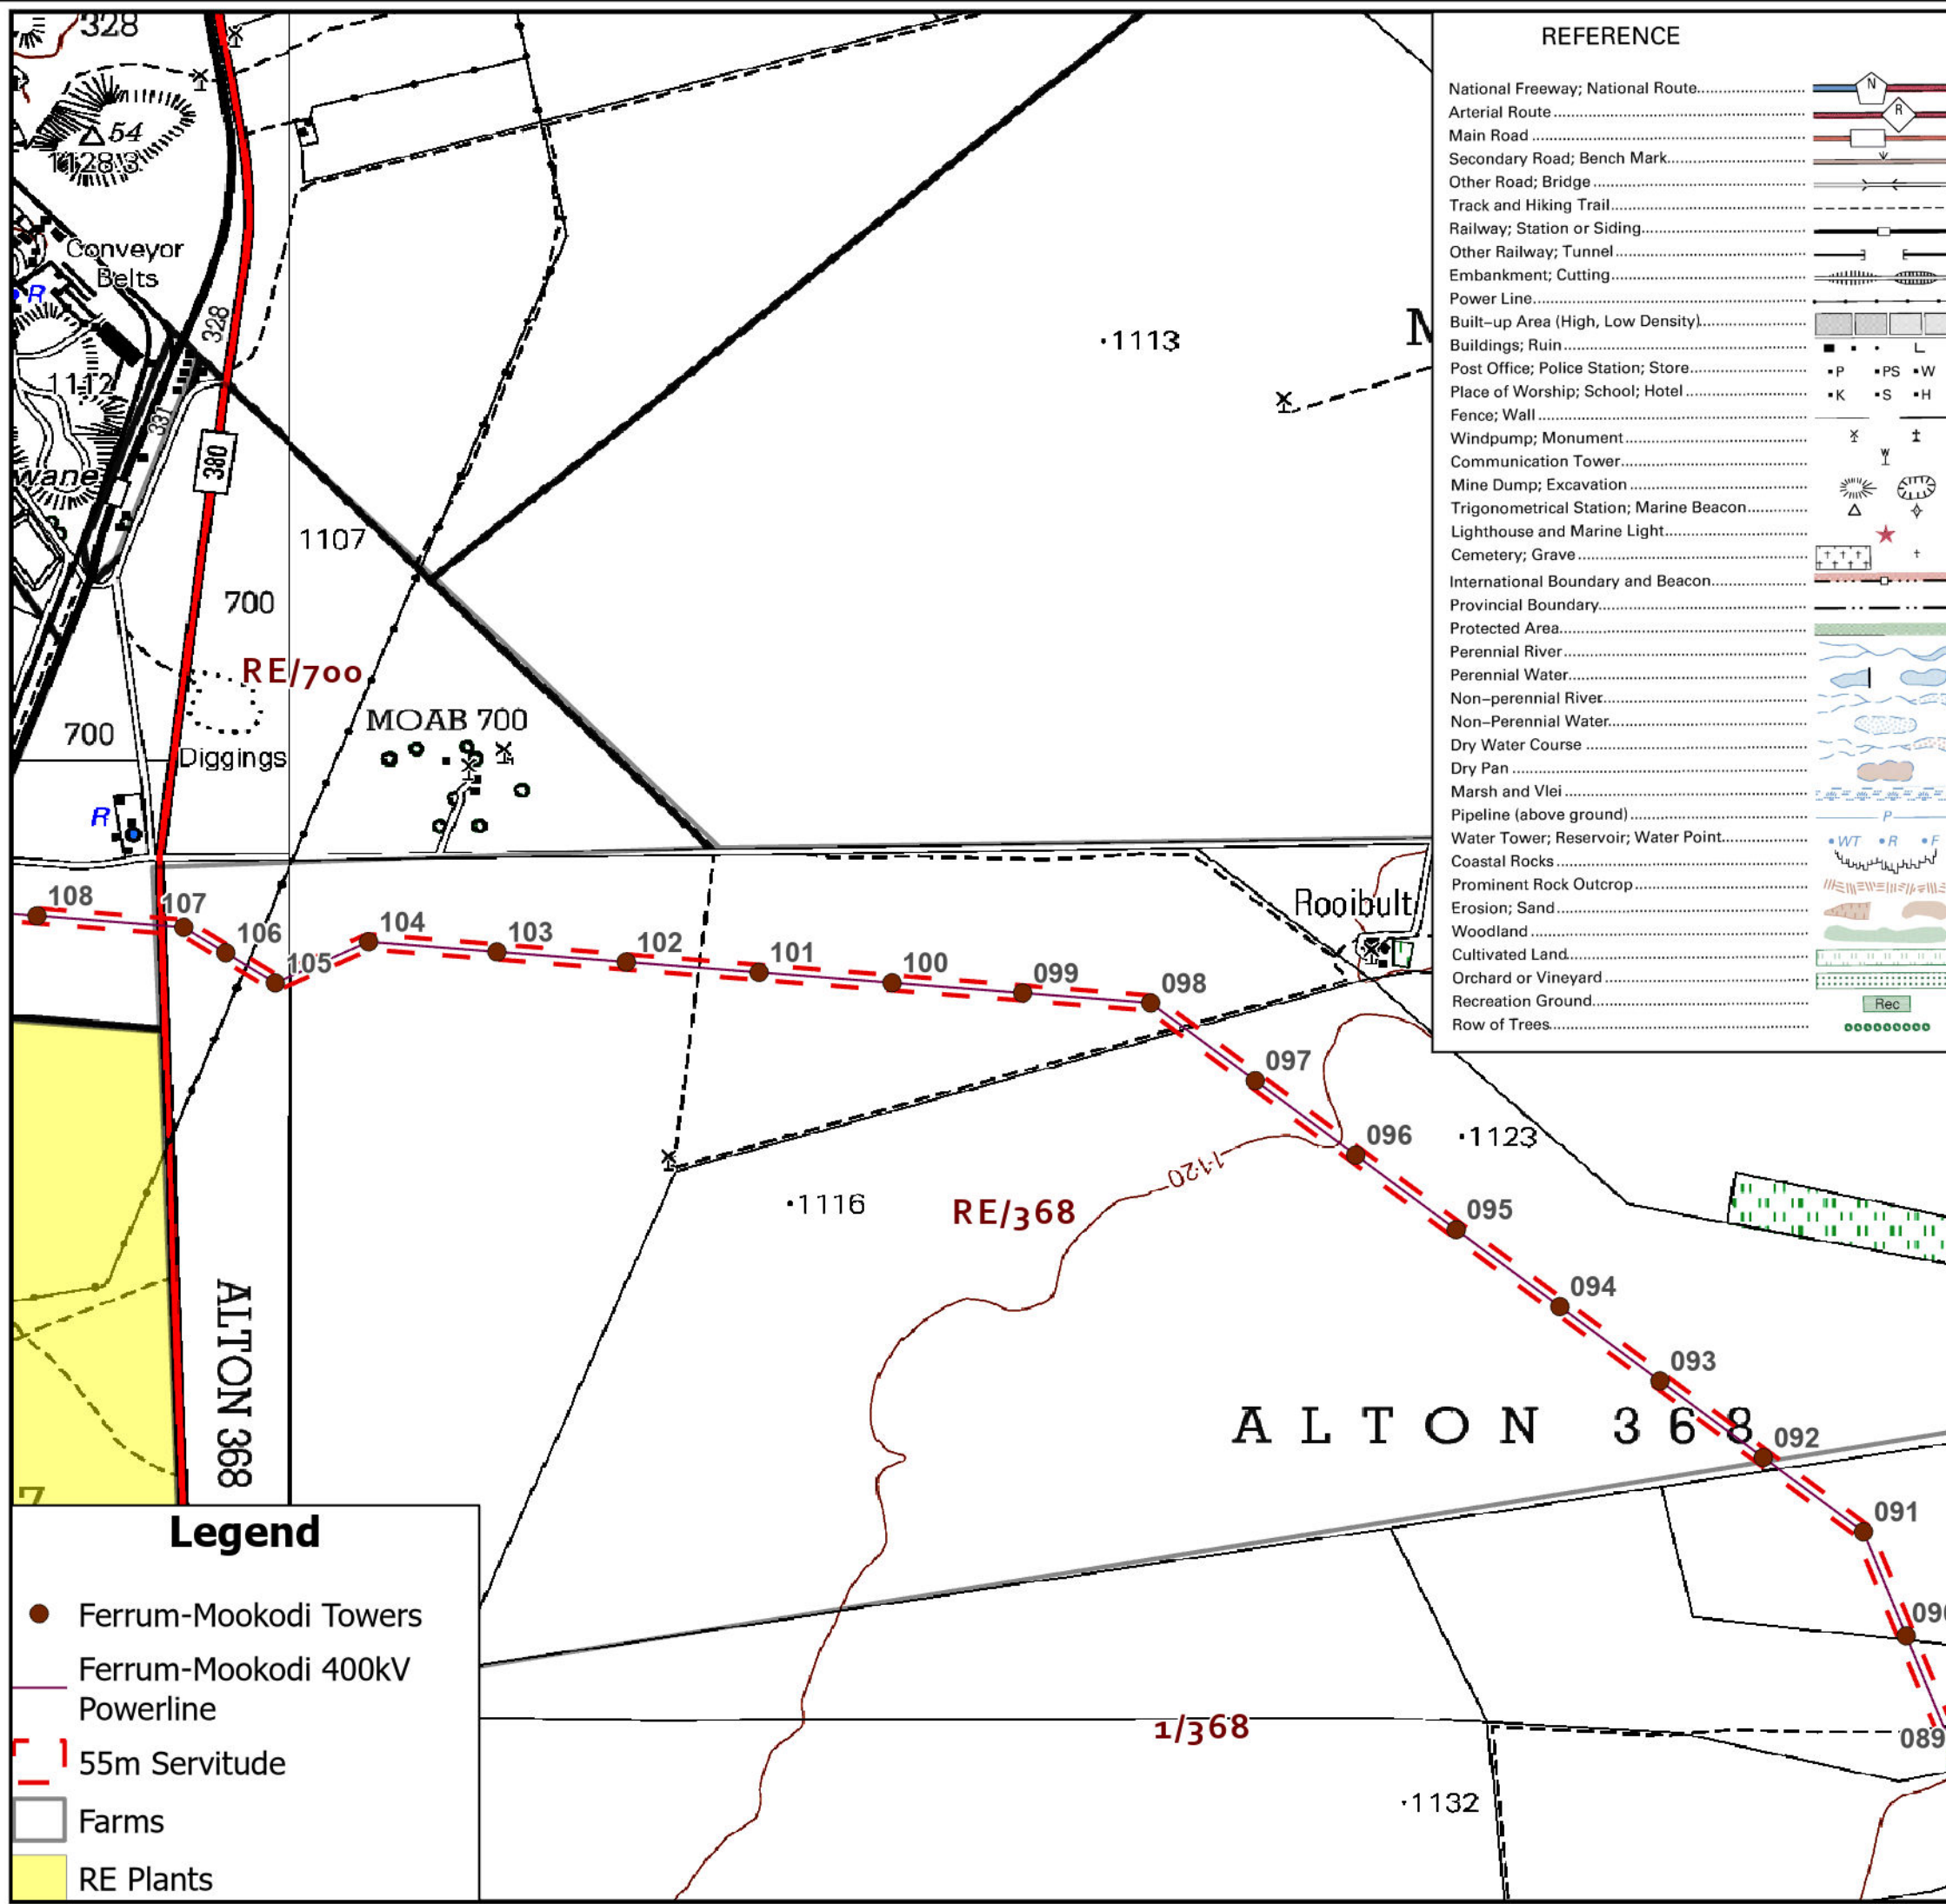 328
54
1128.3
Conveyor
Belts
R
328
1112
331
wane
380
1107
700
RE/700
MOAB 700
700
Diggings
R
1113
M
Rooibult
108
107
106
105
104
103
102
101
100
099
098
097
096
095
094
093
092
091
090
089
1120
1123
1116
RE/368
ALTON 368
ALTON 368
7
1/368
1132
REFERENCE
National Freeway; National Route N
Arterial Route R
Main Road
Secondary Road; Bench Mark
Other Road; Bridge
Track and Hiking Trail
Railway; Station or Siding
Other Railway; Tunnel
Embankment; Cutting
Power Line
Built-up Area (High, Low Density)
Buildings; Ruin
Post Office; Police Station; Store P PS W
Place of Worship; School; Hotel K S H
Fence; Wall
Windpump; Monument
Communication Tower
Mine Dump; Excavation
Trigonometrical Station; Marine Beacon
Lighthouse and Marine Light
Cemetery; Grave
International Boundary and Beacon
Provincial Boundary
Protected Area
Perennial River
Perennial Water
Non-perennial River
Non-Perennial Water
Dry Water Course
Dry Pan
Marsh and Vlei
Pipeline (above ground) P
Water Tower; Reservoir; Water Point WT R F
Coastal Rocks
Prominent Rock Outcrop
Erosion; Sand
Woodland
Cultivated Land
Orchard or Vineyard
Recreation Ground Rec
Row of Trees
Legend
Ferrum-Mookodi Towers
Ferrum-Mookodi 400kV
Powerline
55m Servitude
Farms
RE Plants